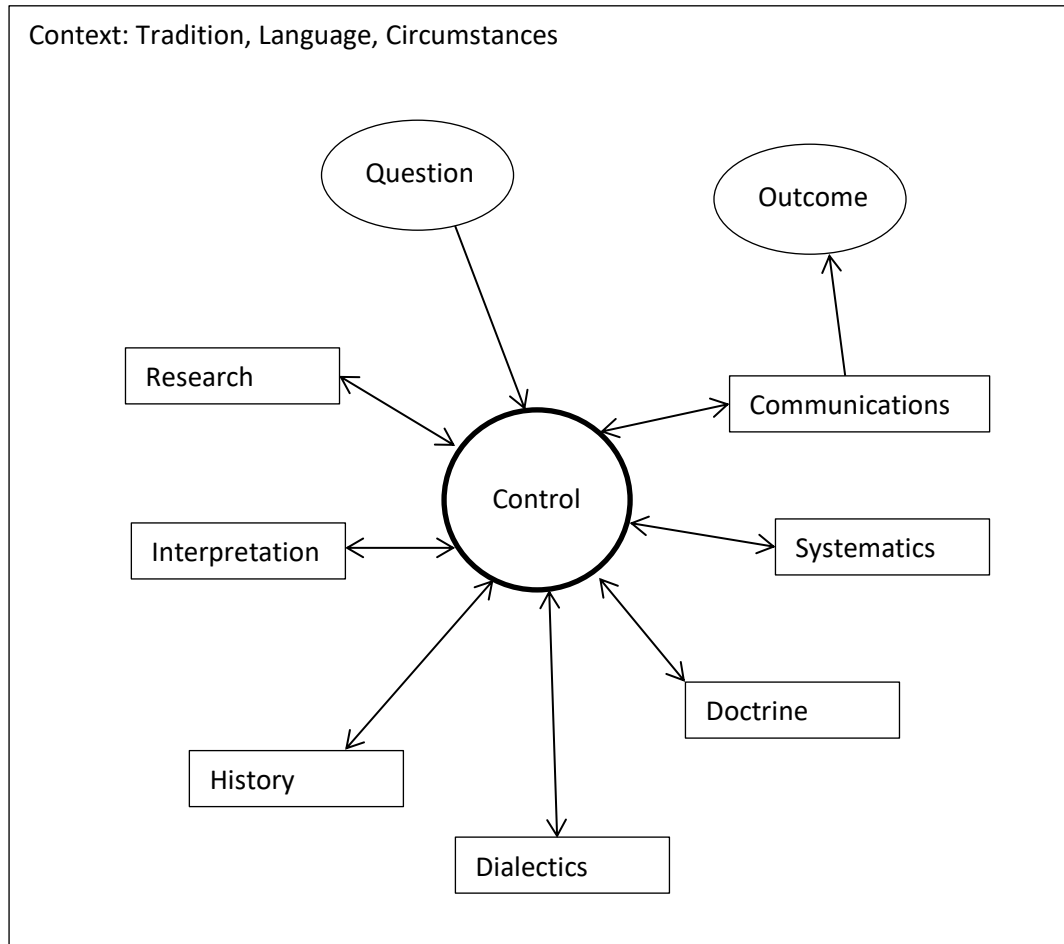 Context: Tradition, Language, Circumstances
Question
Outcome
Research
Communications
Control
Interpretation
Systematics
Doctrine
History
Dialectics